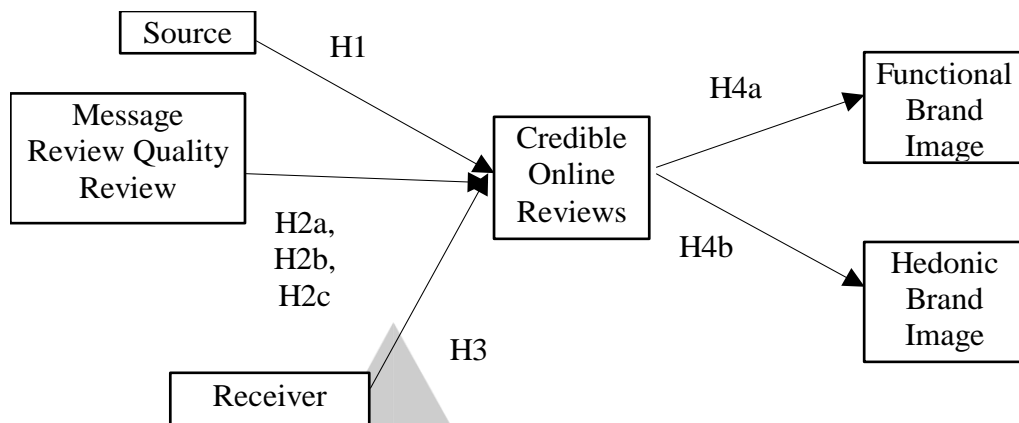 Source
H1
Message
Review Quality
Review
H2a,
H2b,
H2c
Receiver
H3
Credible
Online
Reviews
H4a
H4b
Functional
Brand
Image
Hedonic
Brand
Image